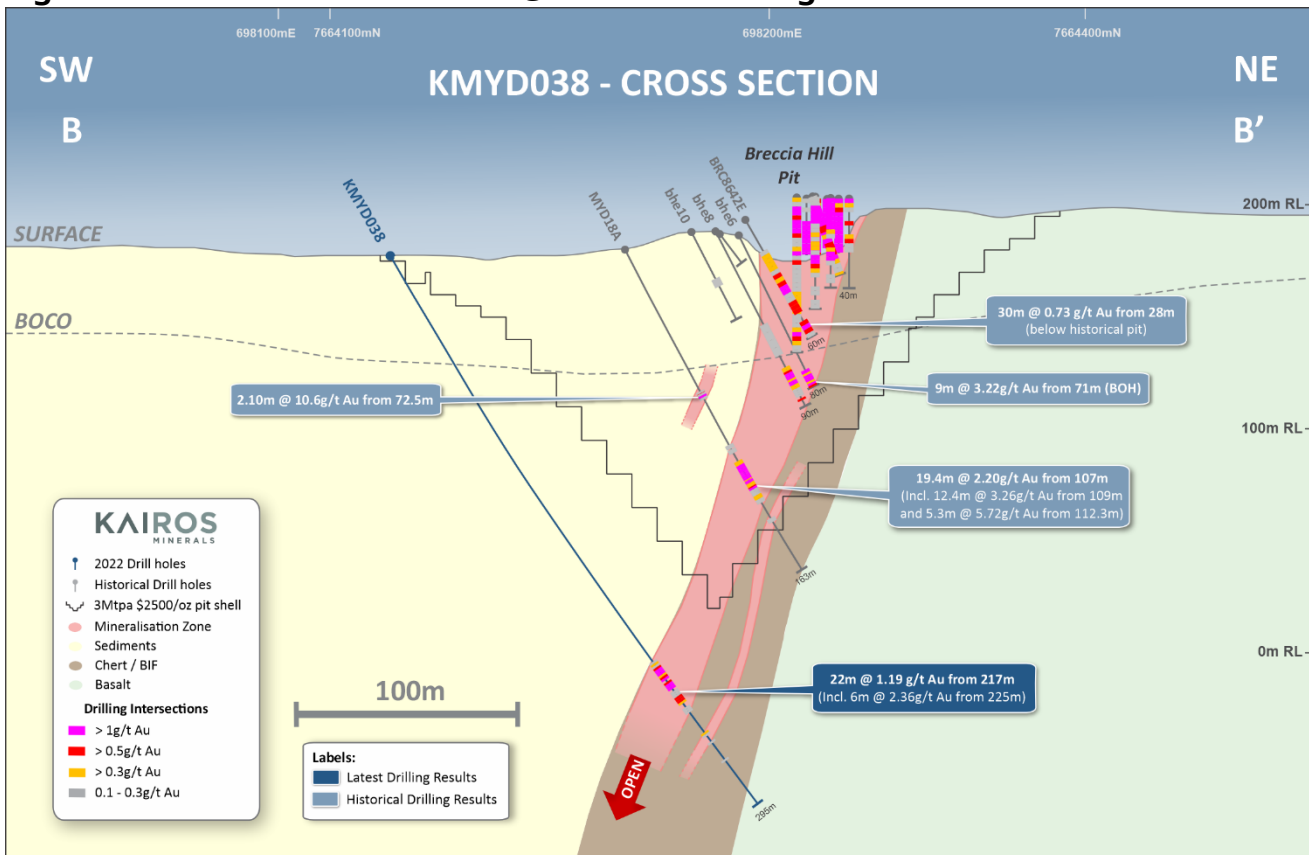 698100mE
7664100mN
698200mE
7664400mN
SW
NE
KMYD038 - CROSS SECTION
B
B’
Breccia Hill
Pit
KMYD038
MYD18A
bhe10
bhe8
bhe6
BRC8642E
200m RL
SURFACE
40m
30m @ 0.73 g/t Au from 28m
(below historical pit)
BOCO
60m
2.10m @ 10.6g/t Au from 72.5m
9m @ 3.22g/t Au from 71m (BOH)
80m
90m
100m RL
19.4m @ 2.20g/t Au from 107m
(Incl. 12.4m @ 3.26g/t Au from 109m
and 5.3m @ 5.72g/t Au from 112.3m)
163m
KAIROS
MINERALS
2022 Drill holes
Historical Drill holes
3Mtpa $2500/oz pit shell
Mineralisation Zone
Sediments
Chert / BIF
Basalt
Drilling Intersections
> 1g/t Au
> 0.5g/t Au
> 0.3g/t Au
0.1 - 0.3g/t Au
0m RL
22m @ 1.19 g/t Au from 217m
(Incl. 6m @ 2.36g/t Au from 225m)
100m
Labels:
Latest Drilling Results
Historical Drilling Results
OPEN
295m